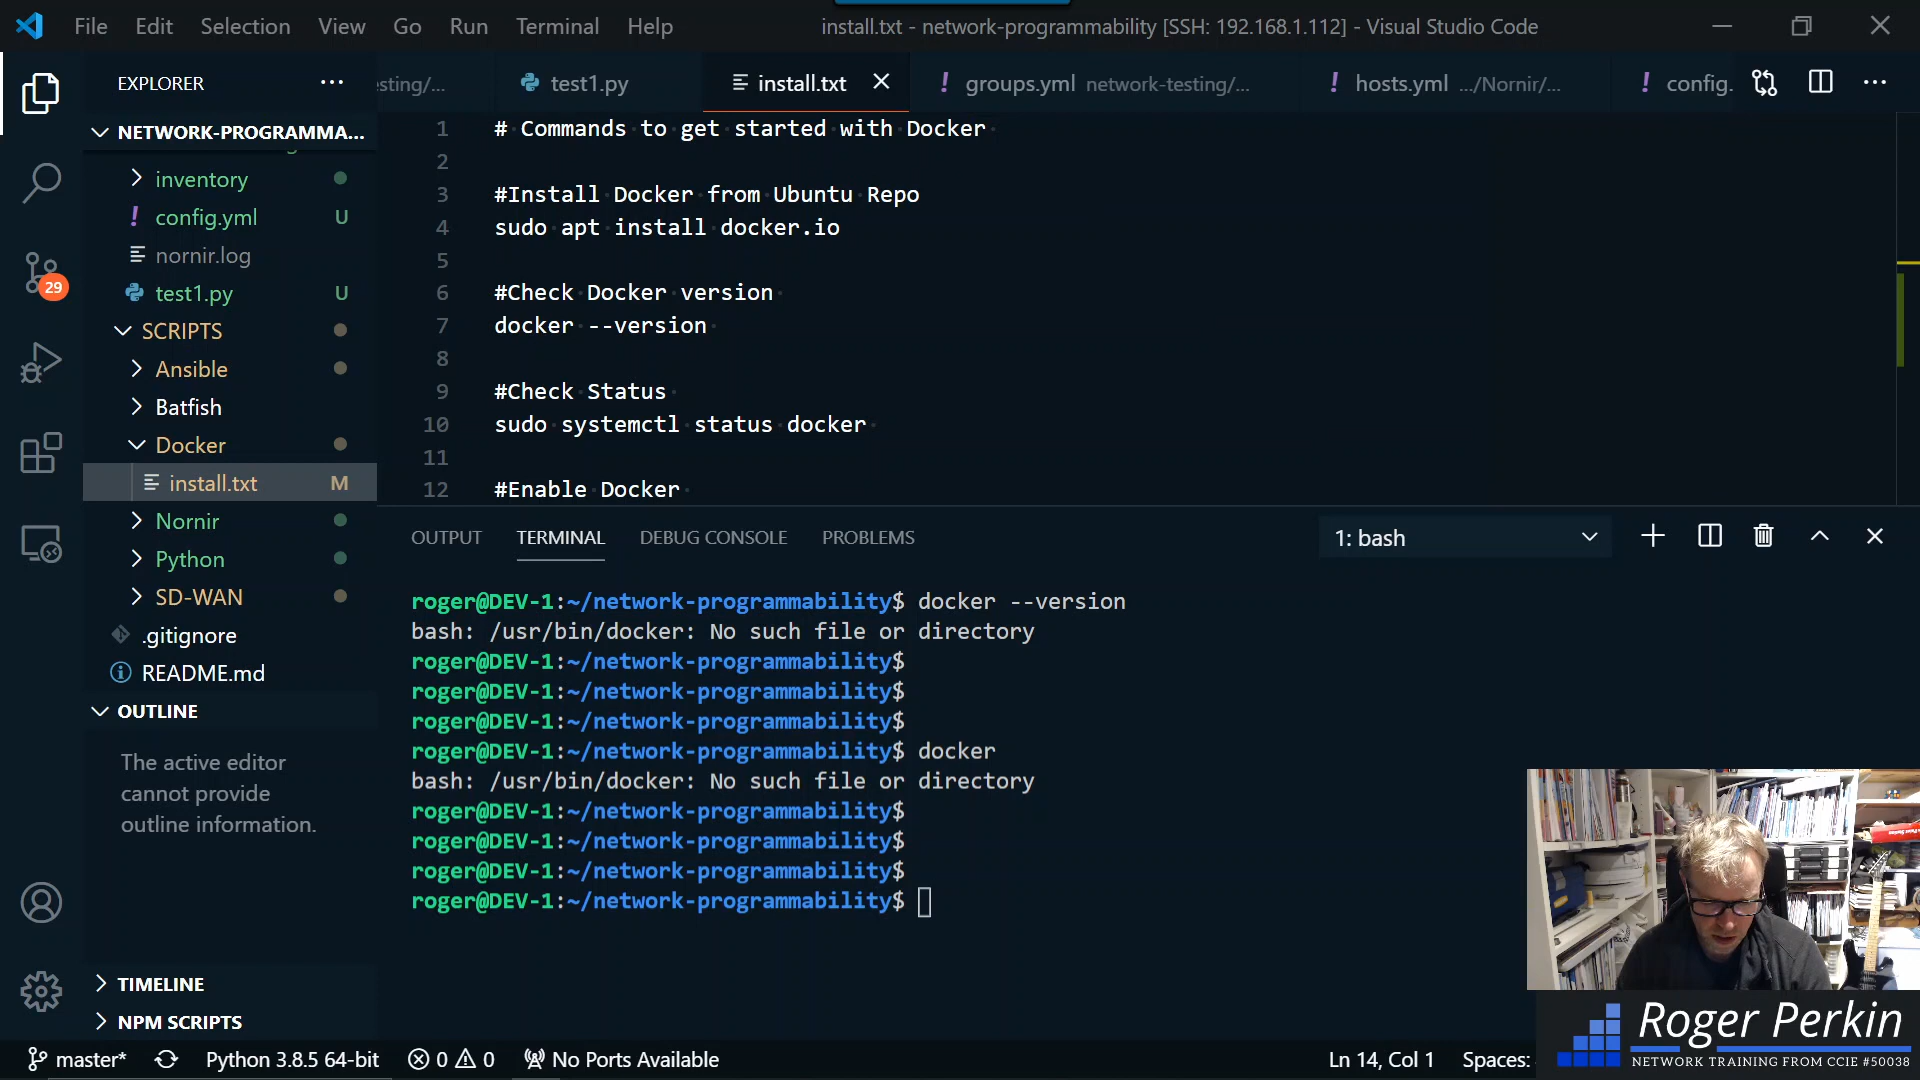 File Edit Selection View Go Run Terminal Help
install.txt - network-programmability [SSH: 192.168.1.112] - Visual Studio Code
EXPLORER
NETWORK-PROGRAMMA...
inventory
! config.yml U
nornir.log
test1.py U
SCRIPTS
Ansible
Batfish
Docker
install.txt M
Nornir
Python
SD-WAN
.gitignore
README.md
OUTLINE
The active editor
cannot provide
outline information.
TIMELINE
NPM SCRIPTS
29
esting/... test1.py install.txt ! groups.yml network-testing/... ! hosts.yml .../Nornir/... ! config.
1 # Commands to get started with Docker
2
3 #Install Docker from Ubuntu Repo
4 sudo apt install docker.io
5
6 #Check Docker version
7 docker --version
8
9 #Check Status
10 sudo systemctl status docker
11
12 #Enable Docker
OUTPUT TERMINAL DEBUG CONSOLE PROBLEMS
1: bash
roger@DEV-1:~/network-programmability$ docker --version
bash: /usr/bin/docker: No such file or directory
roger@DEV-1:~/network-programmability$
roger@DEV-1:~/network-programmability$
roger@DEV-1:~/network-programmability$
roger@DEV-1:~/network-programmability$ docker
bash: /usr/bin/docker: No such file or directory
roger@DEV-1:~/network-programmability$
roger@DEV-1:~/network-programmability$
roger@DEV-1:~/network-programmability$
roger@DEV-1:~/network-programmability$
master* Python 3.8.5 64-bit 0 0 No Ports Available Ln 14, Col 1 Spaces:
Roger Perkin
NETWORK TRAINING FROM CCIE #50038